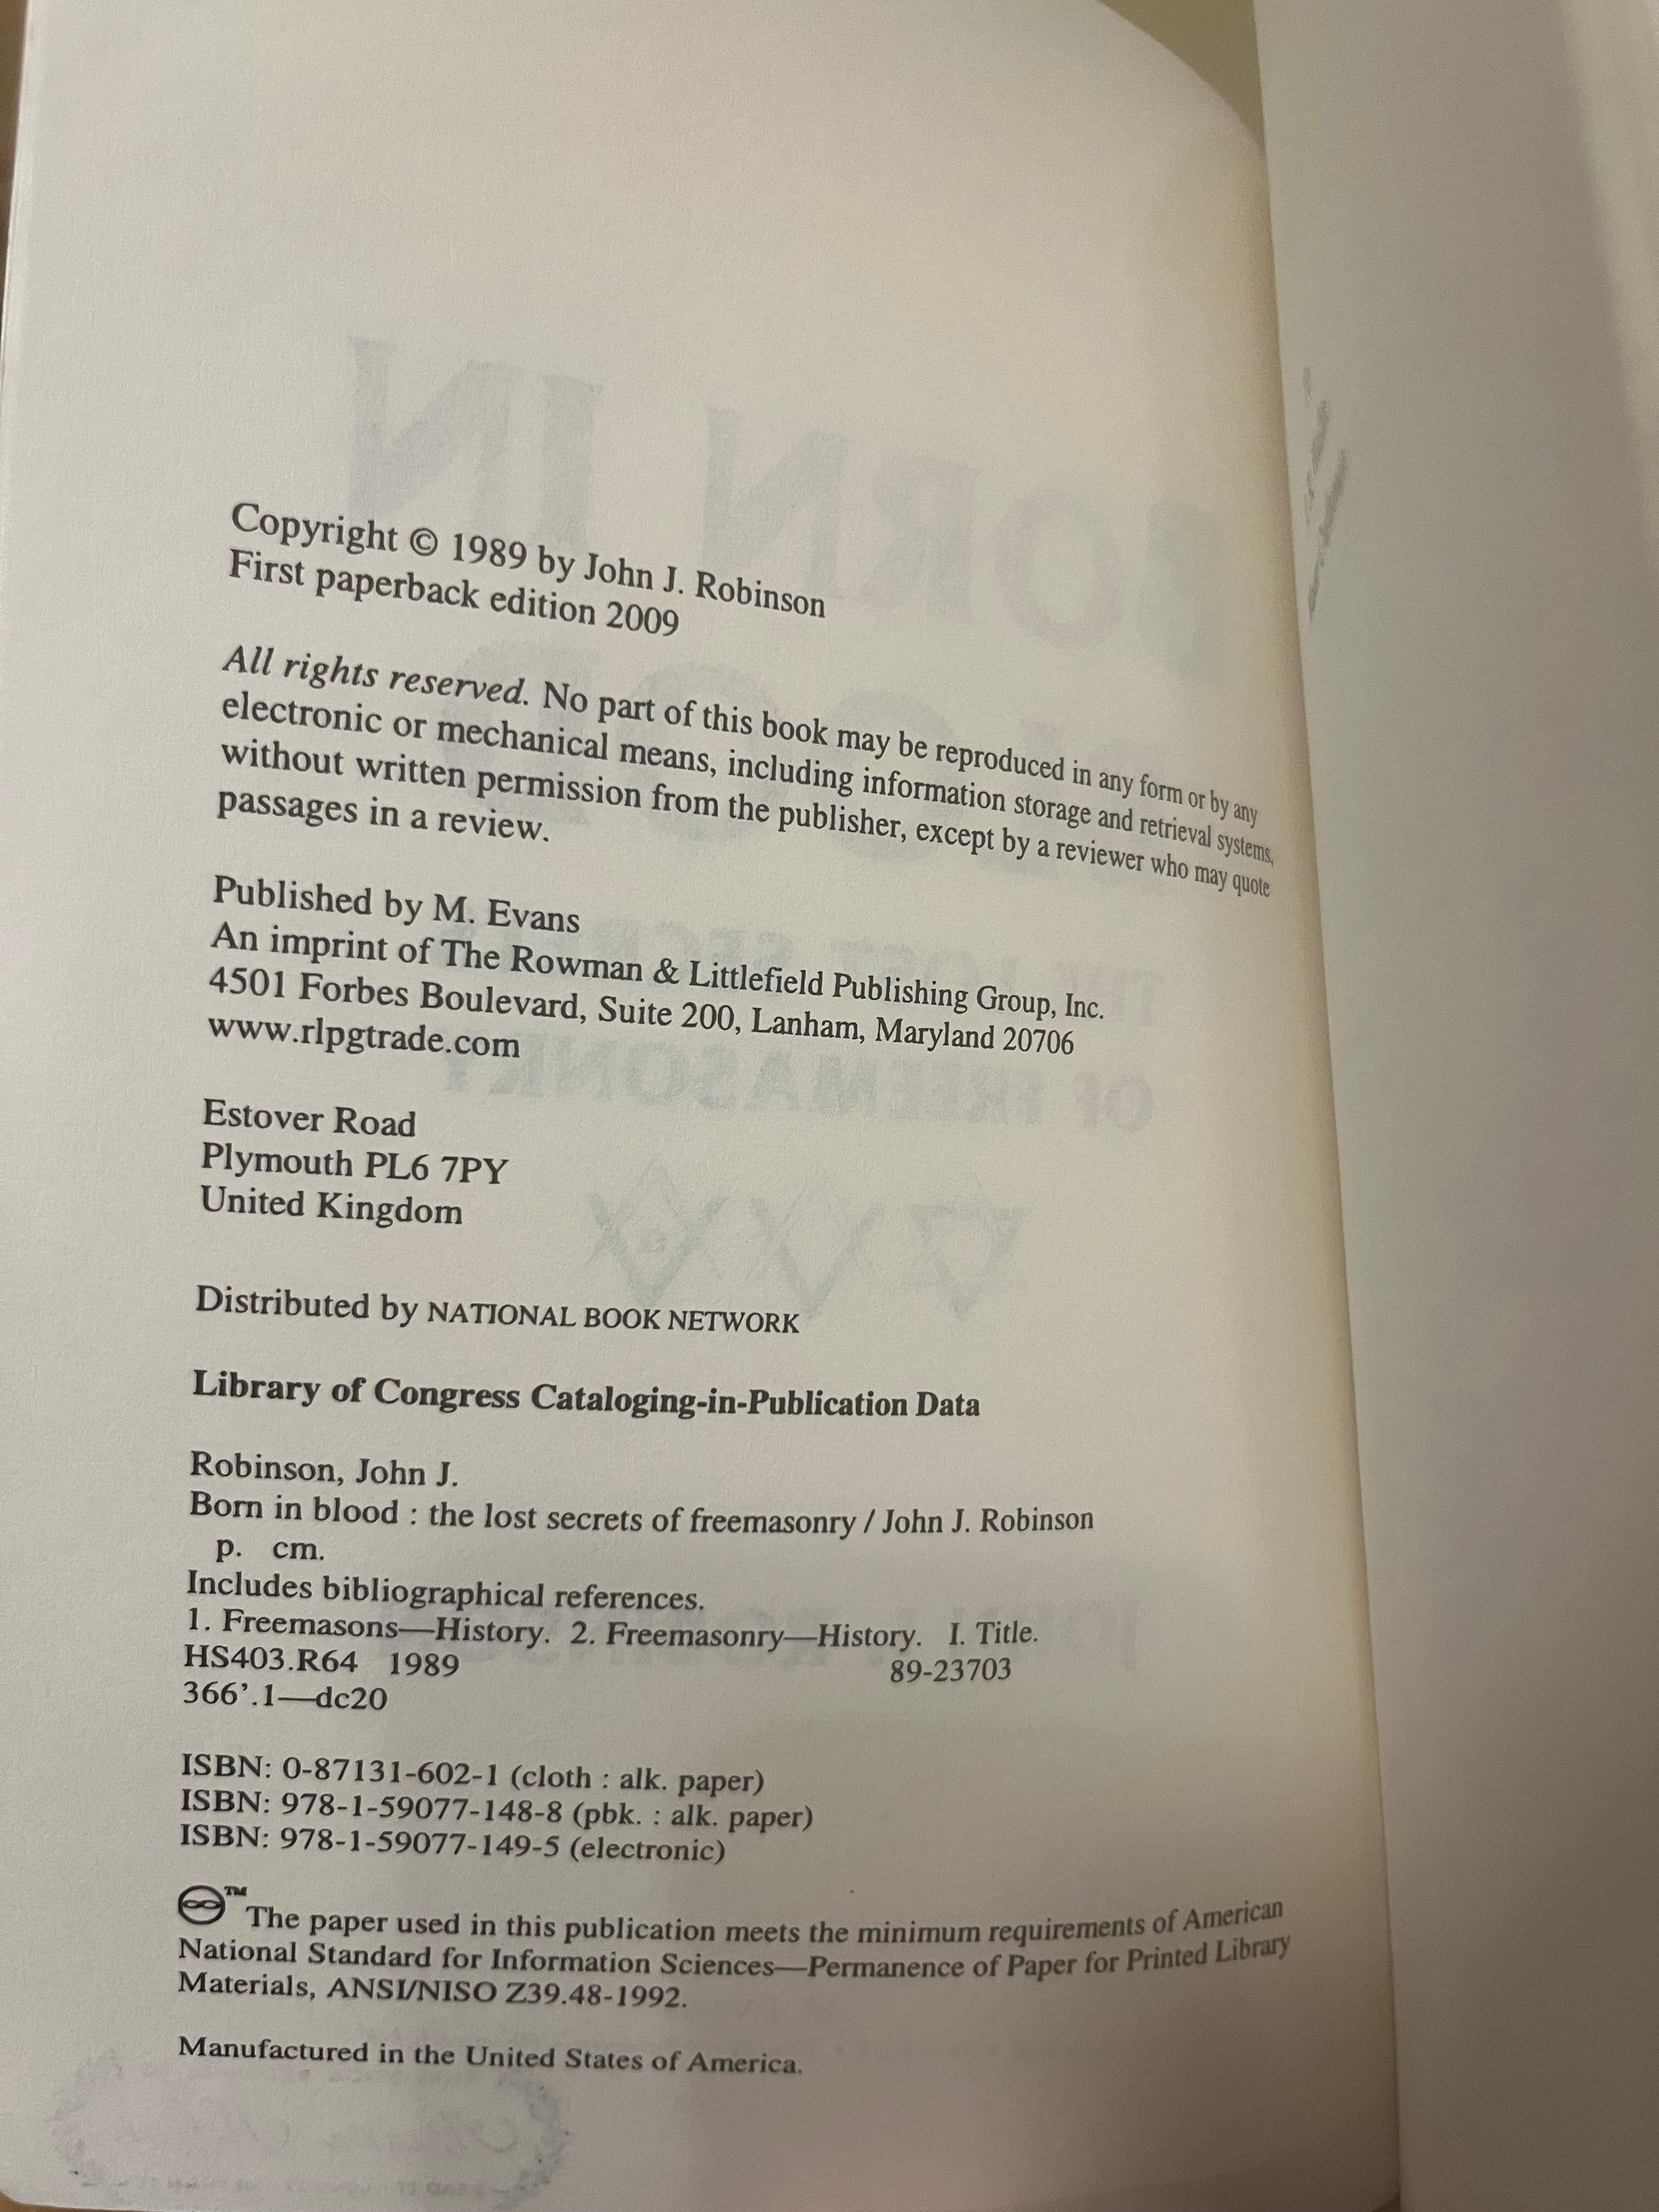 Copyright © 1989 by John J. Robinson
First paperback edition 2009
All rights reserved. No part of this book may be reproduced in any form or by any
electronic or mechanical means, including information storage and retrieval systems,
without written permission from the publisher, except by a reviewer who may quote
passages in a review.
Published by M. Evans
An imprint of The Rowman & Littlefield Publishing Group, Inc.
4501 Forbes Boulevard, Suite 200, Lanham, Maryland 20706
www.rlpgtrade.com
Estover Road
Plymouth PL6 7PY
United Kingdom
Distributed by NATIONAL BOOK NETWORK
Library of Congress Cataloging-in-Publication Data
Robinson, John J.
Born in blood : the lost secrets of freemasonry / John J. Robinson
p. cm.
Includes bibliographical references.
1. Freemasons—History. 2. Freemasonry—History. I. Title.
HS403.R64 1989 89-23703
366’.1—dc20
ISBN: 0-87131-602-1 (cloth : alk. paper)
ISBN: 978-1-59077-148-8 (pbk. : alk. paper)
ISBN: 978-1-59077-149-5 (electronic)
™ The paper used in this publication meets the minimum requirements of American
National Standard for Information Sciences—Permanence of Paper for Printed Library
Materials, ANSI/NISO Z39.48-1992.
Manufactured in the United States of America.